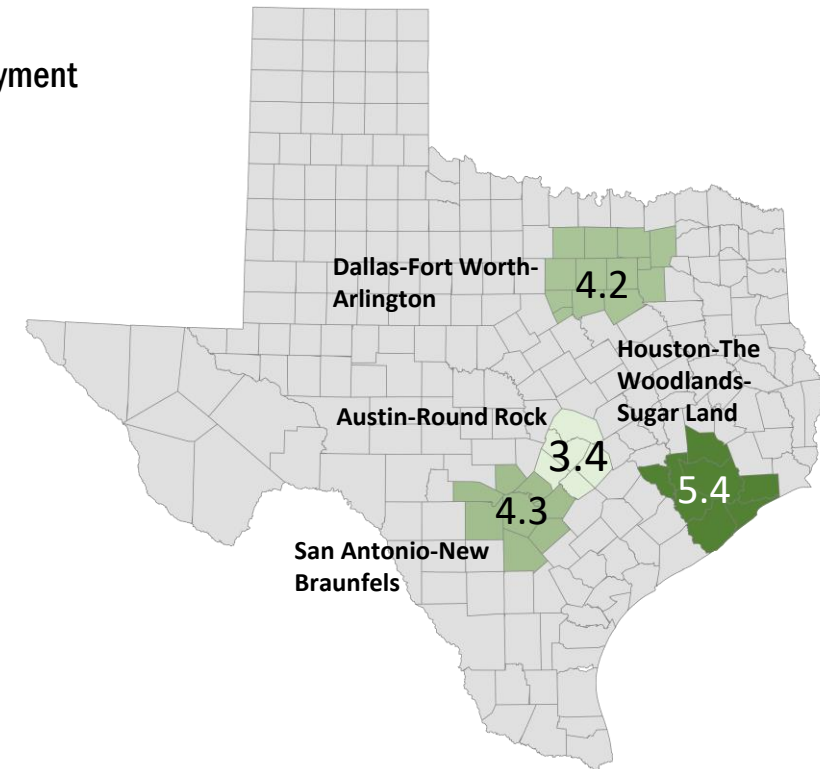 yment
Dallas-Fort Worth-
Arlington
4.2
Houston-The
Woodlands-
Sugar Land
Austin-Round Rock
3.4
5.4
4.3
San Antonio-New
Braunfels